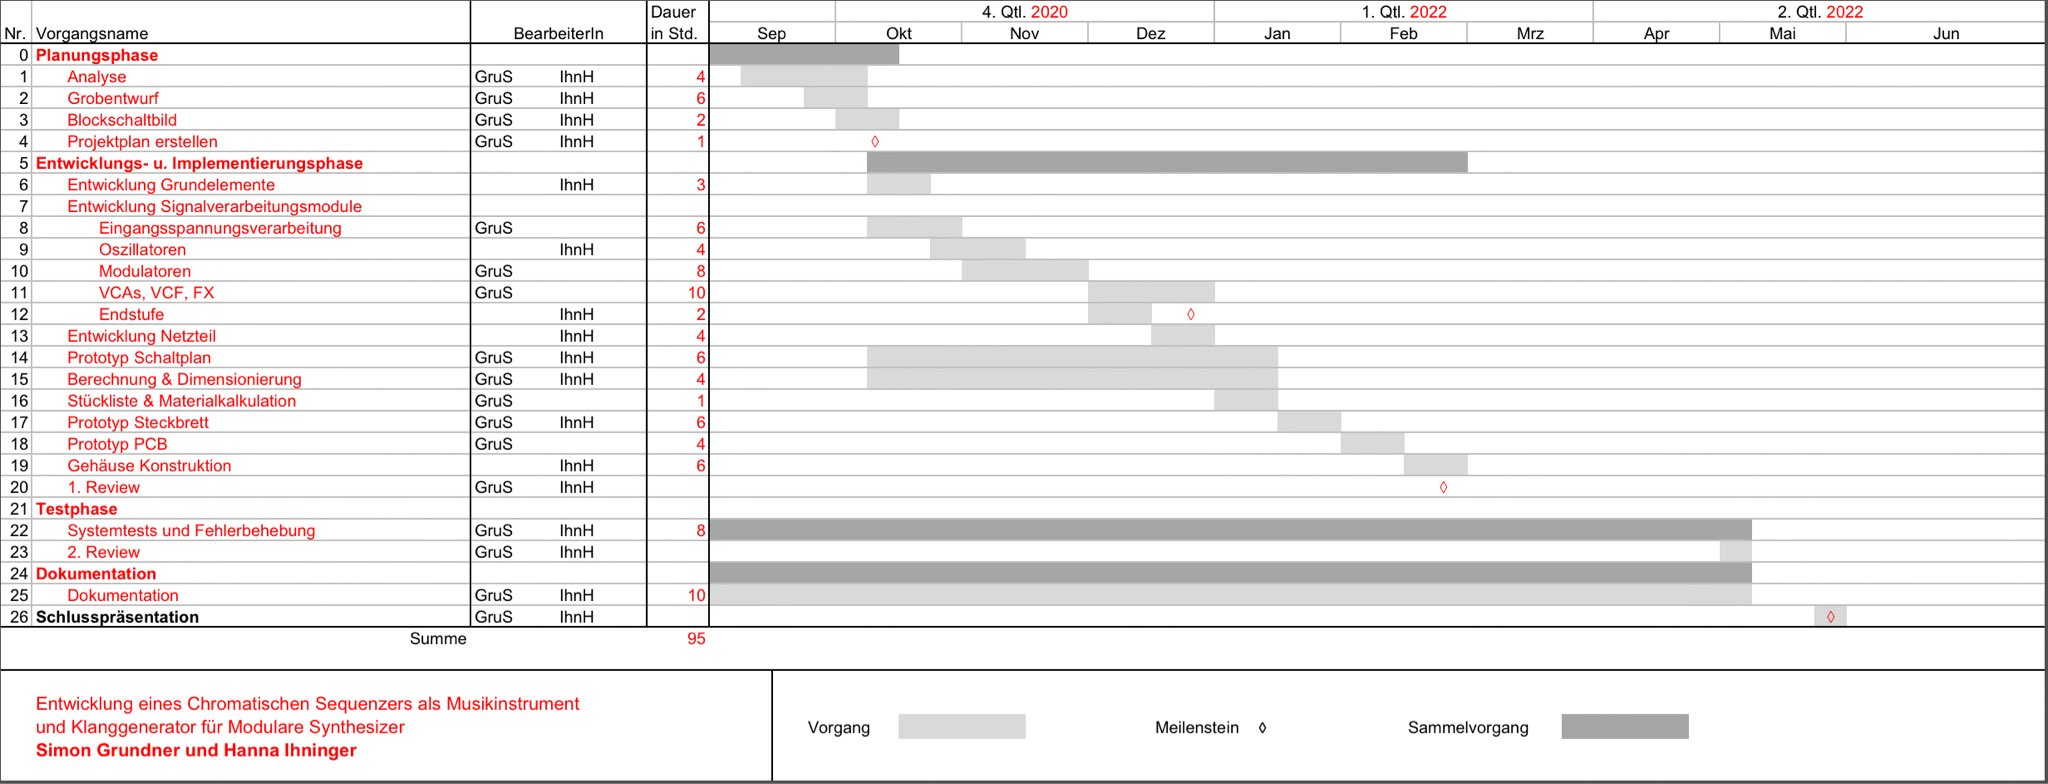 Dauer 4. Qtl. 2020 1. Qtl. 2022 2. Qtl. 2022
Nr. Vorgangsname BearbeiterIn in Std. Sep Okt Nov Dez Jan Feb Mrz Apr Mai Jun
0 Planungsphase
1 Analyse GruS IhnH 4
2 Grobentwurf GruS IhnH 6
3 Blockschaltbild GruS IhnH 2
4 Projektplan erstellen GruS IhnH 1
5 Entwicklungs- u. Implementierungsphase
6 Entwicklung Grundelemente IhnH 3
7 Entwicklung Signalverarbeitungsmodule
8 Eingangsspannungsverarbeitung GruS 6
9 Oszillatoren IhnH 4
10 Modulatoren GruS 8
11 VCAs, VCF, FX GruS 10
12 Endstufe IhnH 2
13 Entwicklung Netzteil IhnH 4
14 Prototyp Schaltplan GruS IhnH 6
15 Berechnung & Dimensionierung GruS IhnH 4
16 Stückliste & Materialkalkulation GruS 1
17 Prototyp Steckbrett GruS IhnH 6
18 Prototyp PCB GruS 4
19 Gehäuse Konstruktion IhnH 6
20 1. Review GruS IhnH
21 Testphase
22 Systemtests und Fehlerbehebung GruS IhnH 8
23 2. Review GruS IhnH
24 Dokumentation
25 Dokumentation GruS IhnH 10
26 Schlusspräsentation GruS IhnH
Summe 95
Entwicklung eines Chromatischen Sequenzers als Musikinstrument
und Klanggenerator für Modulare Synthesizer
Simon Grundner und Hanna Ihninger
Vorgang Meilenstein Sammelvorgang